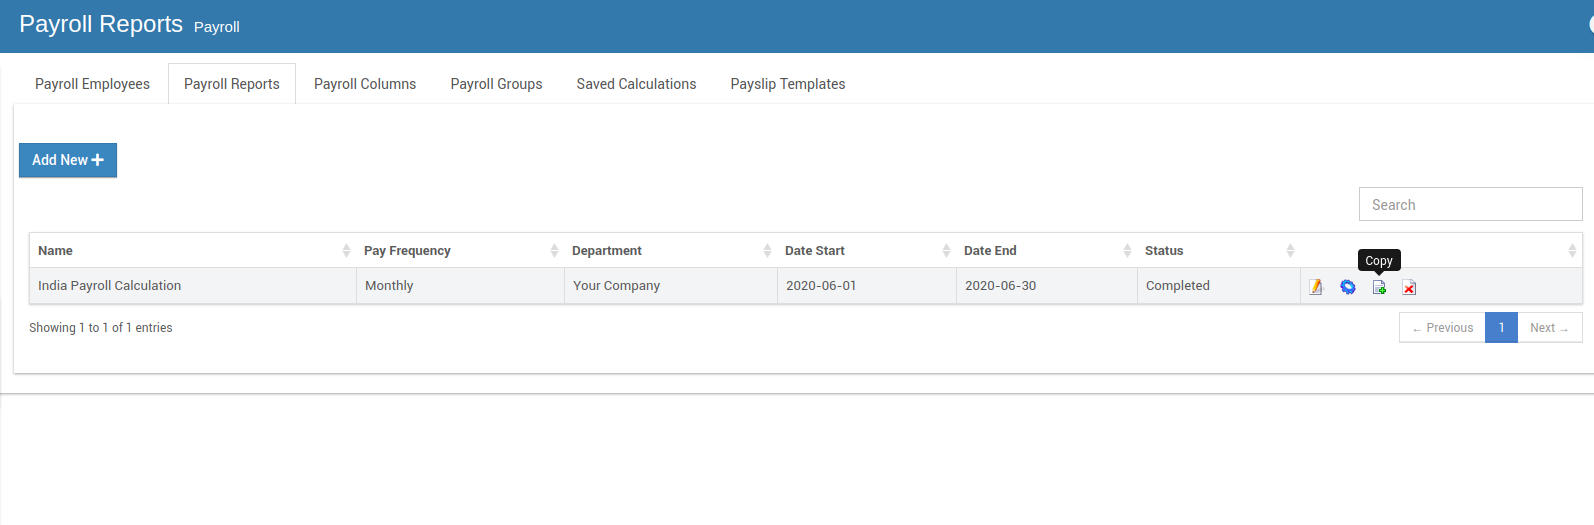 Payroll Reports Payroll
Payroll Employees Payroll Reports Payroll Columns Payroll Groups Saved Calculations Payslip Templates
Add New
Search
Name Pay Frequency Department Date Start Date End Status
Copy
India Payroll Calculation Monthly Your Company 2020-06-01 2020-06-30 Completed
Showing 1 to 1 of 1 entries
← Previous 1 Next →